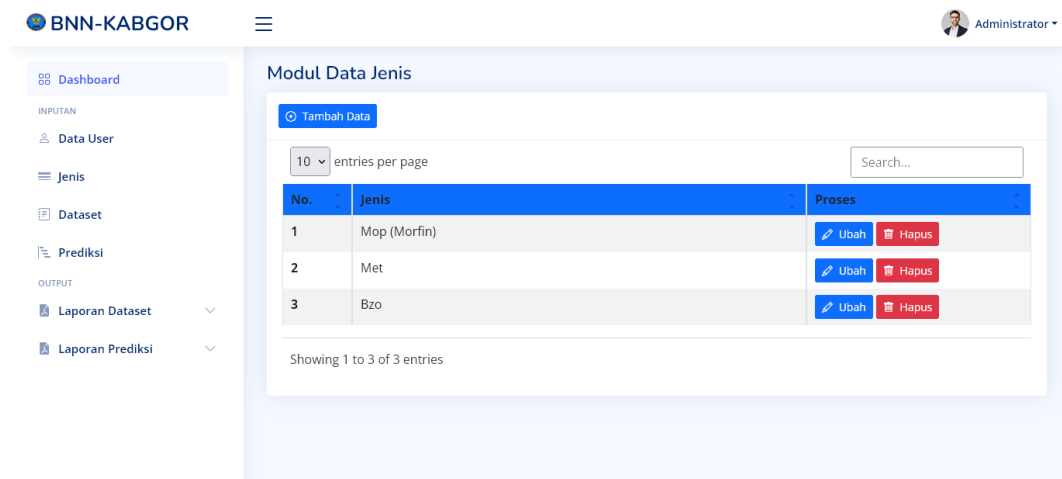 BNN-KABGOR
Administrator
Dashboard
INPUTAN
Data User
Jenis
Dataset
Prediksi
OUTPUT
Laporan Dataset
Laporan Prediksi
Modul Data Jenis
Tambah Data
10 entries per page
Search...
No. Jenis Proses
1 Mop (Morfin) Ubah Hapus
2 Met Ubah Hapus
3 Bzo Ubah Hapus
Showing 1 to 3 of 3 entries